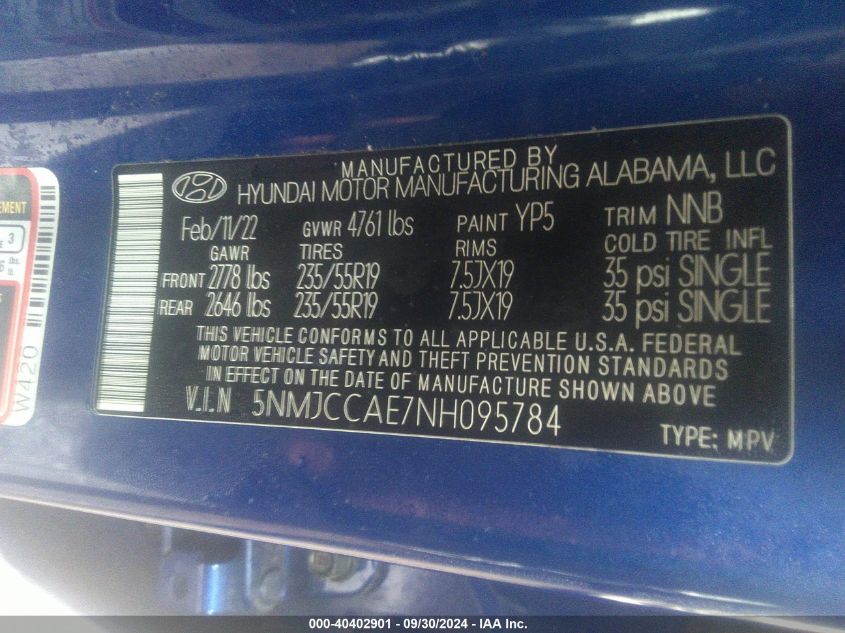 MANUFACTURED BY
HYUNDAI MOTOR MANUFACTURING ALABAMA, LLC
Feb/11/22 GVWR 4761 lbs PAINT YP5 TRIM NNB
GAWR TIRES RIMS COLD TIRE INFL
FRONT 2778 lbs 235/55R19 7.5JX19 35 psi SINGLE
REAR 2646 lbs 235/55R19 7.5JX19 35 psi SINGLE
THIS VEHICLE CONFORMS TO ALL APPLICABLE U.S.A. FEDERAL
MOTOR VEHICLE SAFETY AND THEFT PREVENTION STANDARDS
IN EFFECT ON THE DATE OF MANUFACTURE SHOWN ABOVE
V.I.N 5NMJCCAE7NH095784
TYPE: MPV
3
W420
000-40402901 - 09/30/2024 - IAA Inc.